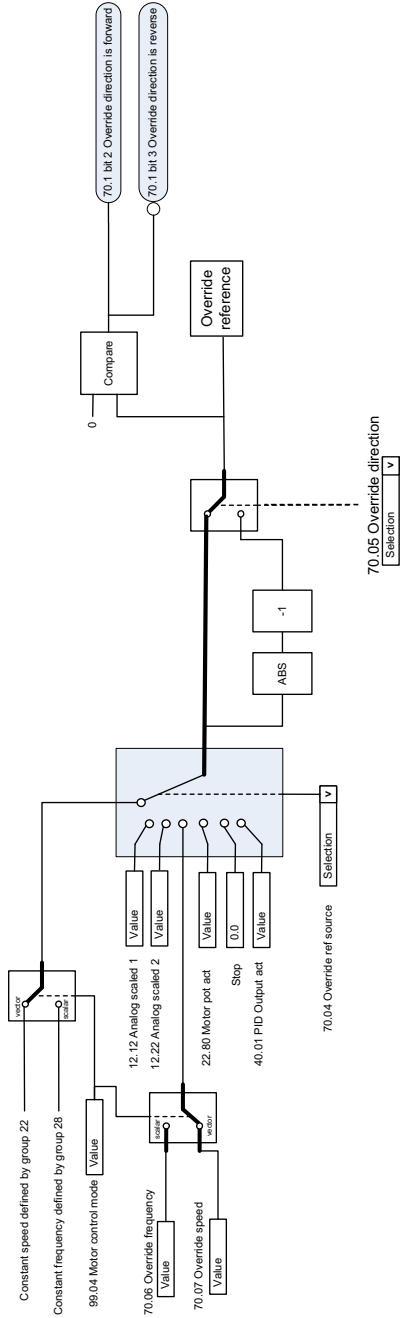 Constant speed defined by group 22
Constant frequency defined by group 28
99.04 Motor control mode
Value
vector
scalar
70.06 Override frequency
Value
70.07 Override speed
Value
scalar
vector
12.12 Analog scaled 1
Value
12.22 Analog scaled 2
Value
22.80 Motor pot act
Value
Stop
0.0
40.01 PID Output act
Value
70.04 Override ref source
Selection
v
ABS
-1
70.05 Override direction
Selection
v
0
Compare
Override
reference
70.1 bit 2 Override direction is forward
70.1 bit 3 Override direction is reverse